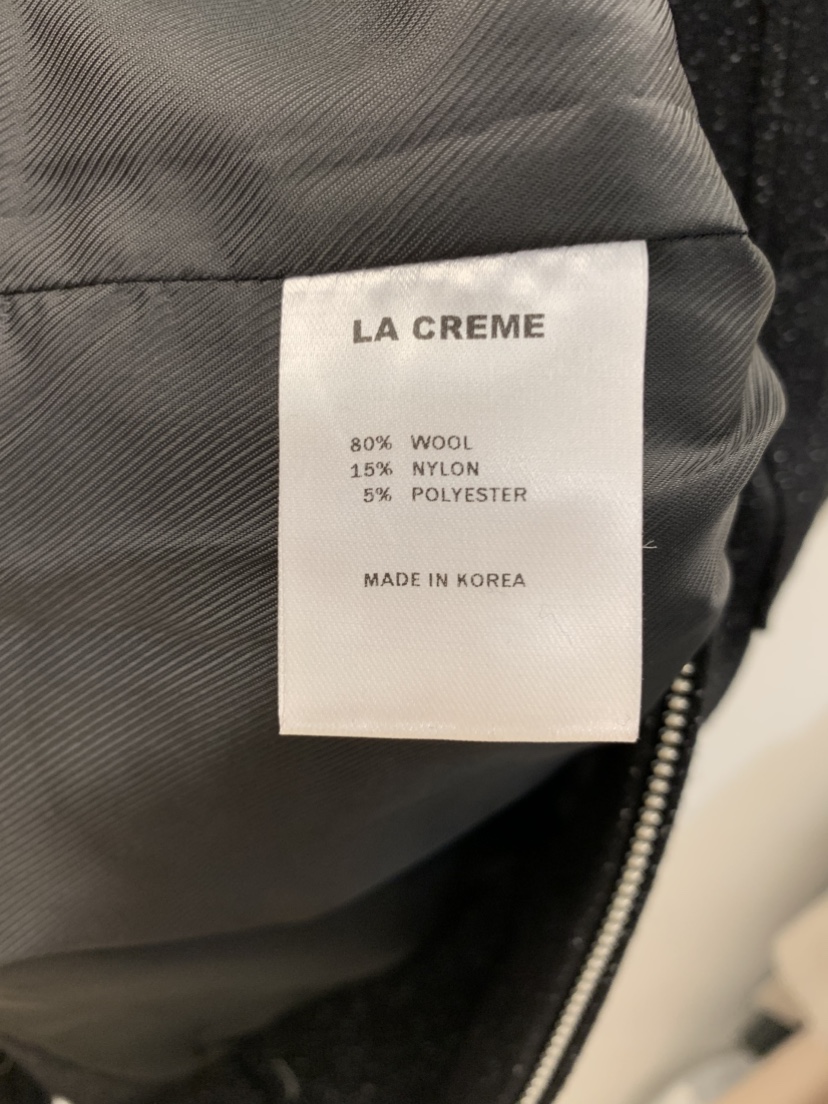 LA CREME
80% WOOL
15% NYLON
5% POLYESTER
MADE IN KOREA